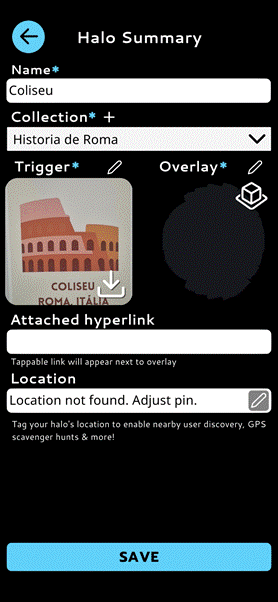 Halo Summary
Name*
Coliseu
Collection* +
Historia de Roma
Trigger*
Overlay*
COLISEU
ROMA, ITÁLIA
Attached hyperlink
Tappable link will appear next to overlay
Location
Location not found. Adjust pin.
Tag your halo's location to enable nearby user discovery, GPS
scavenger hunts & more!
SAVE